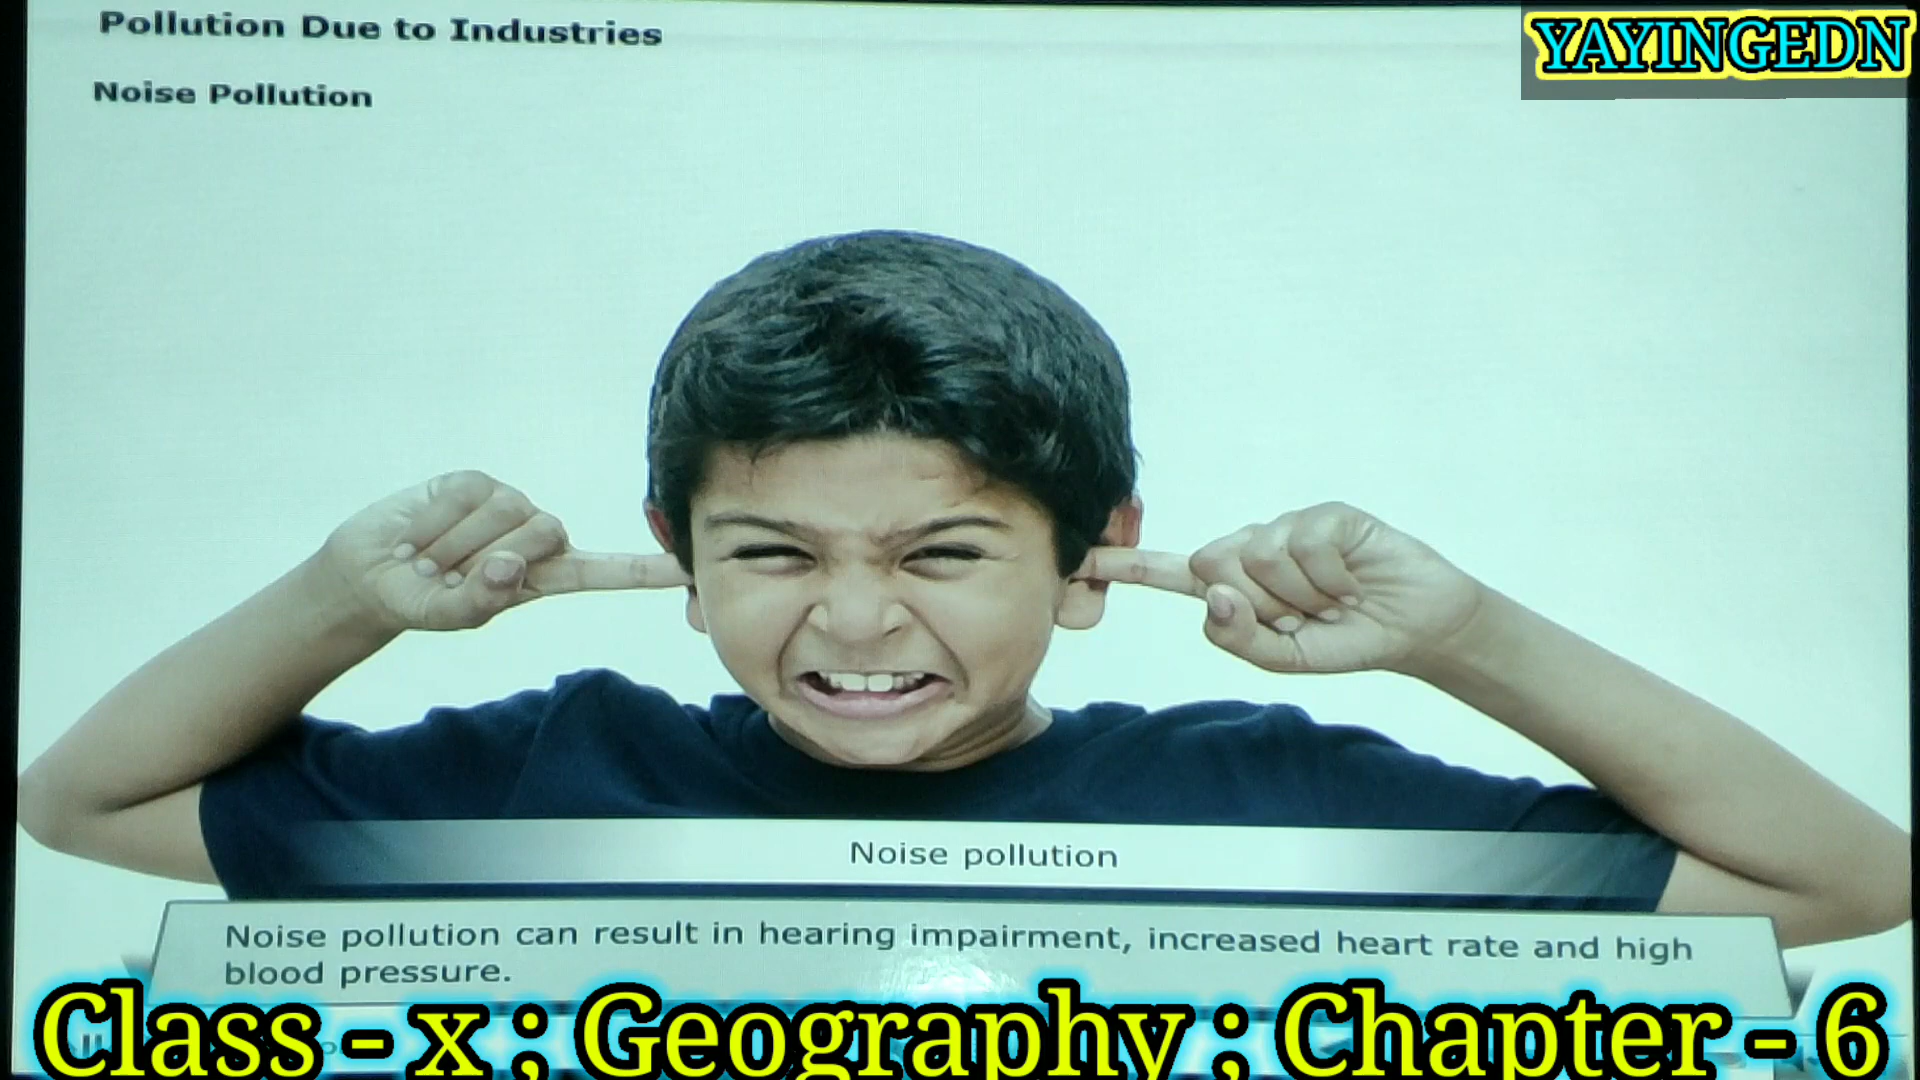 Pollution Due to Industries
YAYINGEDN
Noise Pollution
Noise pollution
Noise pollution can result in hearing impairment, increased heart rate and high
blood pressure.
Class - x ; Geography ; Chapter - 6